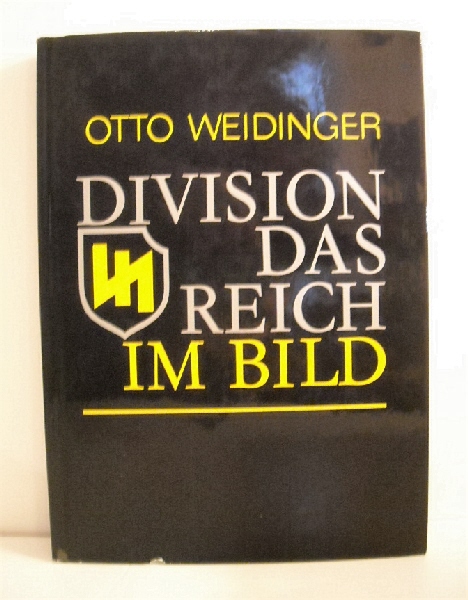 OTTO WEIDINGER
DIVISION
DAS
REICH
IM BILD